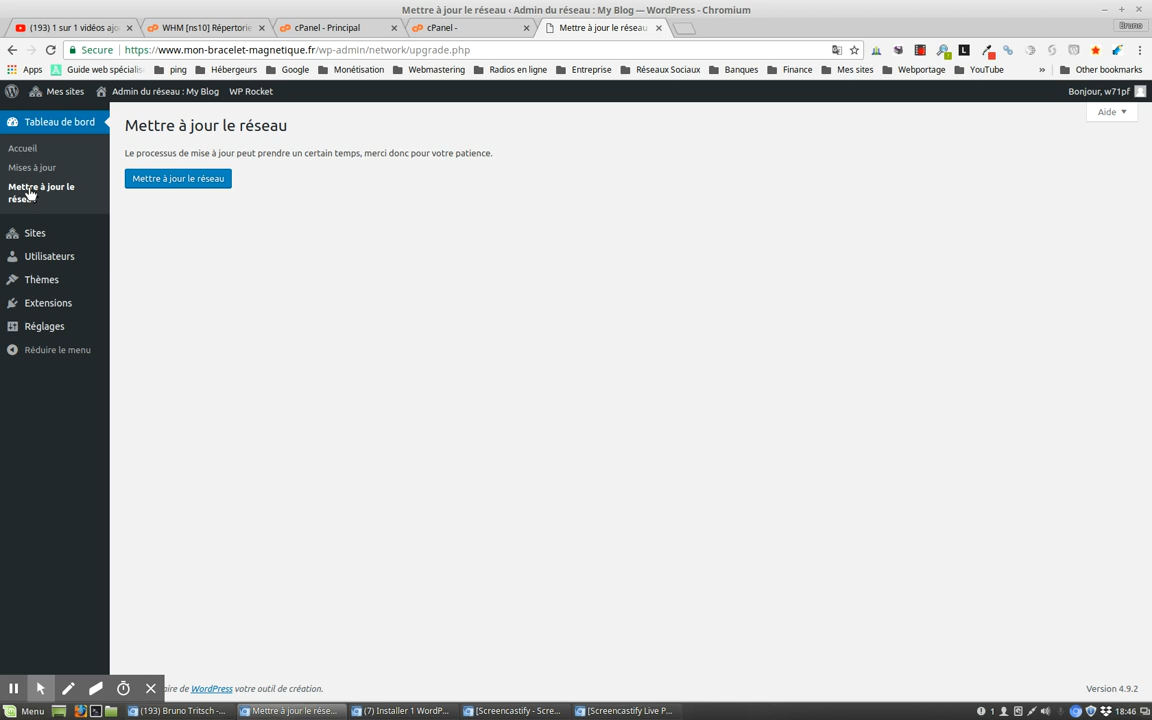 Mettre à jour le réseau ‹ Admin du réseau : My Blog — WordPress - Chromium
(193) 1 sur 1 vidéos ajo
WHM [ns10] Répertorie
cPanel - Principal
cPanel -
Mettre à jour le réseau
Bruno
Secure
https://www.mon-bracelet-magnetique.fr/wp-admin/network/upgrade.php
Apps
Guide web spécialis
ping
Hébergeurs
Google
Monétisation
Webmastering
Radios en ligne
Entreprise
Réseaux Sociaux
Banques
Finance
Mes sites
Webportage
YouTube
»
Other bookmarks
Mes sites
Admin du réseau : My Blog
WP Rocket
Bonjour, w71pf
Aide
Tableau de bord
Accueil
Mises à jour
Mettre à jour le
Sites
Utilisateurs
Thèmes
Extensions
Réglages
Réduire le menu
Mettre à jour le réseau
Le processus de mise à jour peut prendre un certain temps, merci donc pour votre patience.
Mettre à jour le réseau
aire de WordPress votre outil de création.
Version 4.9.2
Menu
(193) Bruno Tritsch -...
Mettre à jour le rése...
(7) Installer 1 WordP...
[Screencastify - Scre...
[Screencastify Live P...
1
18:46